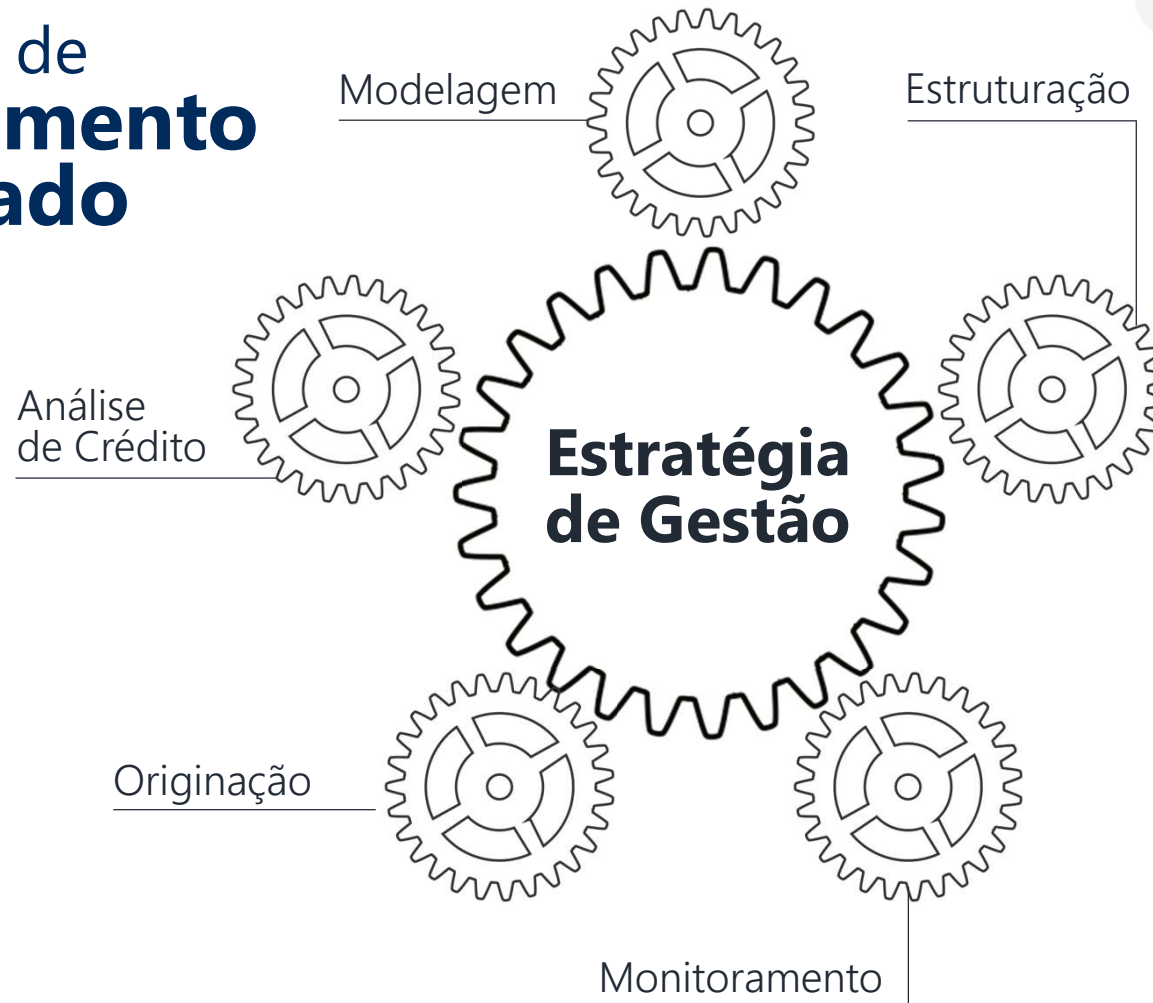 de
mento
ado
Modelagem
Estruturação
Análise
de Crédito
Estratégia
de Gestão
Originação
Monitoramento